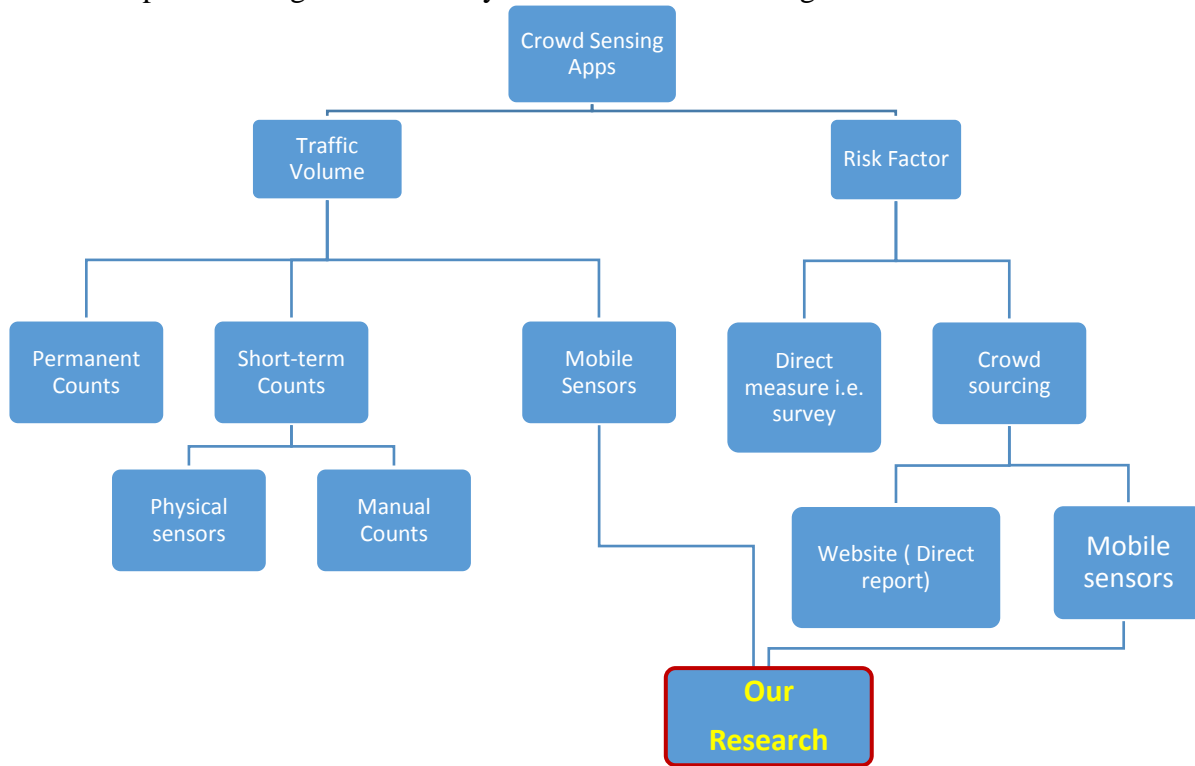 Crowd Sensing
Apps
Traffic
Volume
Risk Factor
Permanent
Counts
Short-term
Counts
Mobile
Sensors
Direct
measure i.e.
survey
Crowd
sourcing
Physical
sensors
Manual
Counts
Website ( Direct
report)
Mobile
sensors
Our
Research